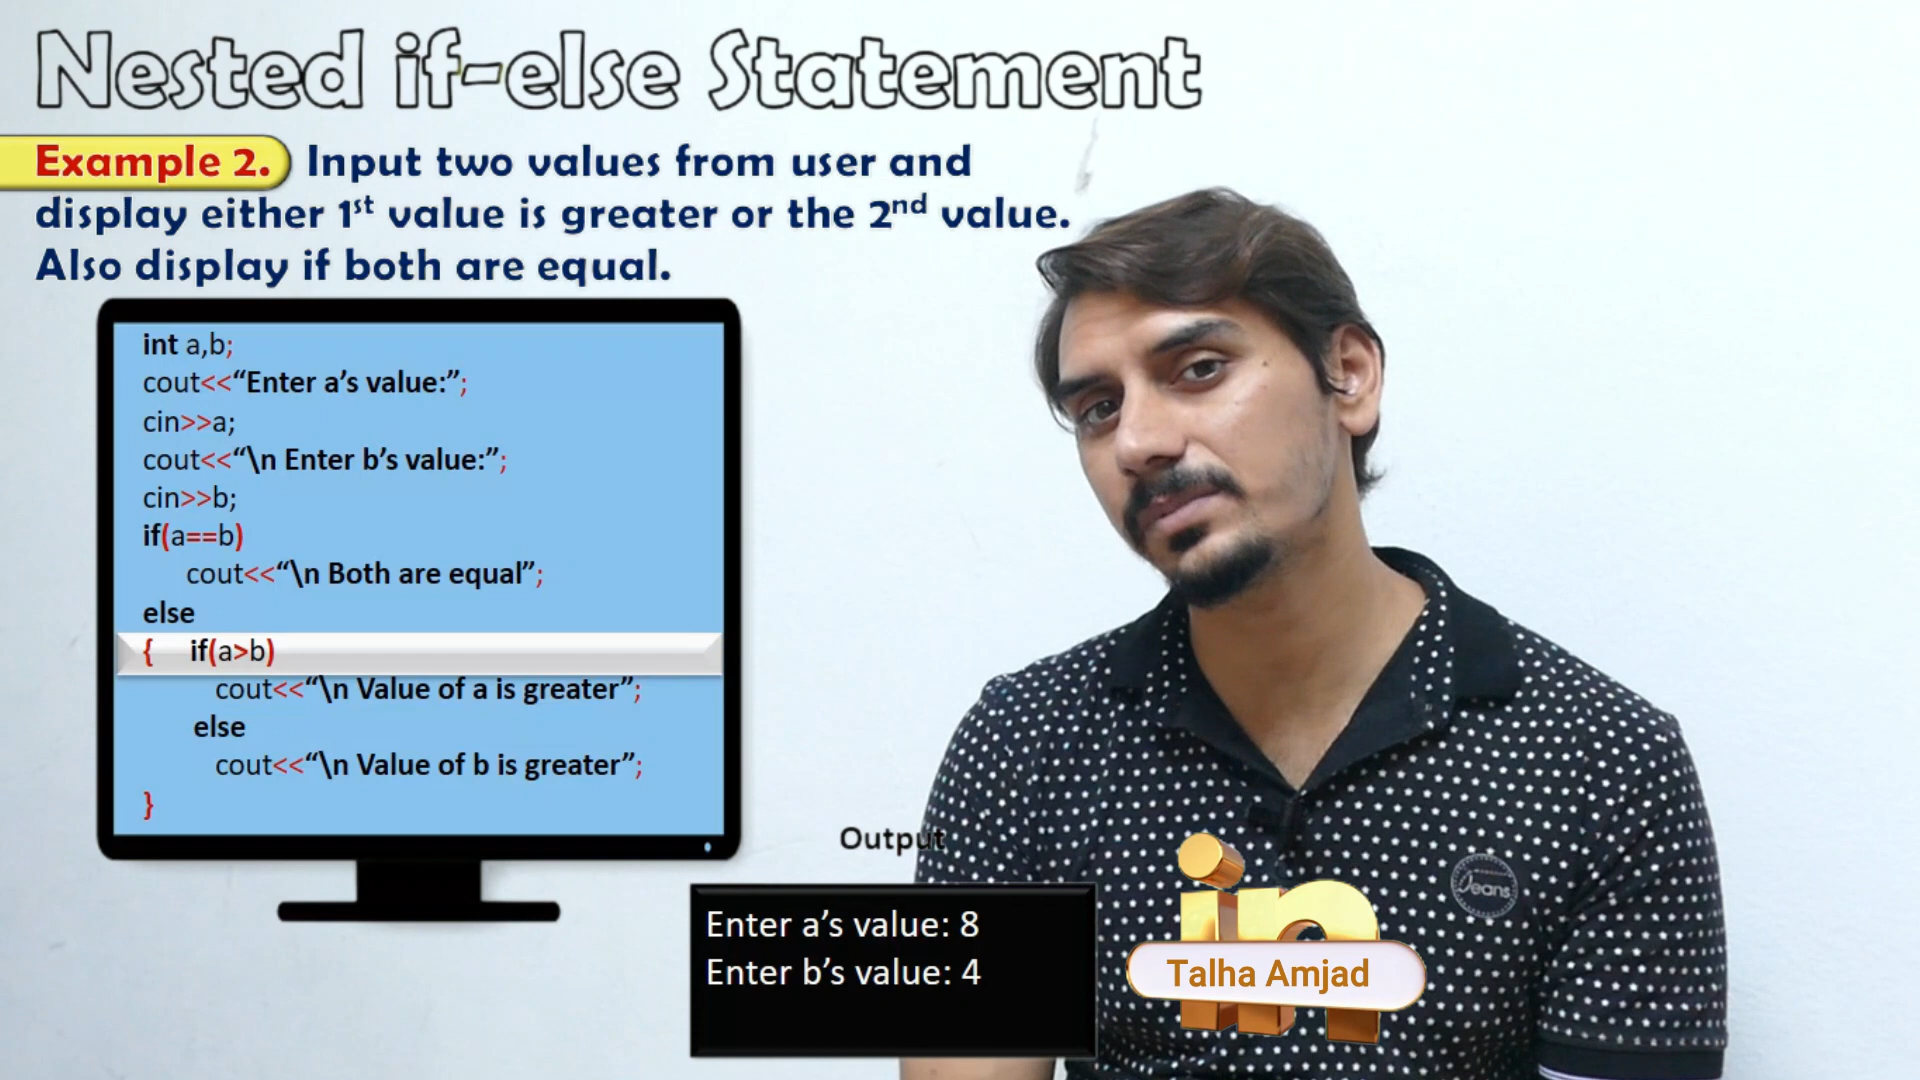 Nested if-else Statement
Example 2. Input two values from user and
display either 1st value is greater or the 2nd value.
Also display if both are equal.
int a,b;
cout<<“Enter a’s value:”;
cin>>a;
cout<<“\n Enter b’s value:”;
cin>>b;
if(a==b)
cout<<“\n Both are equal”;
else
{ if(a>b)
cout<<“\n Value of a is greater”;
else
cout<<“\n Value of b is greater”;
}
Output
Enter a’s value: 8
Enter b’s value: 4
in
Talha Amjad
Jeans